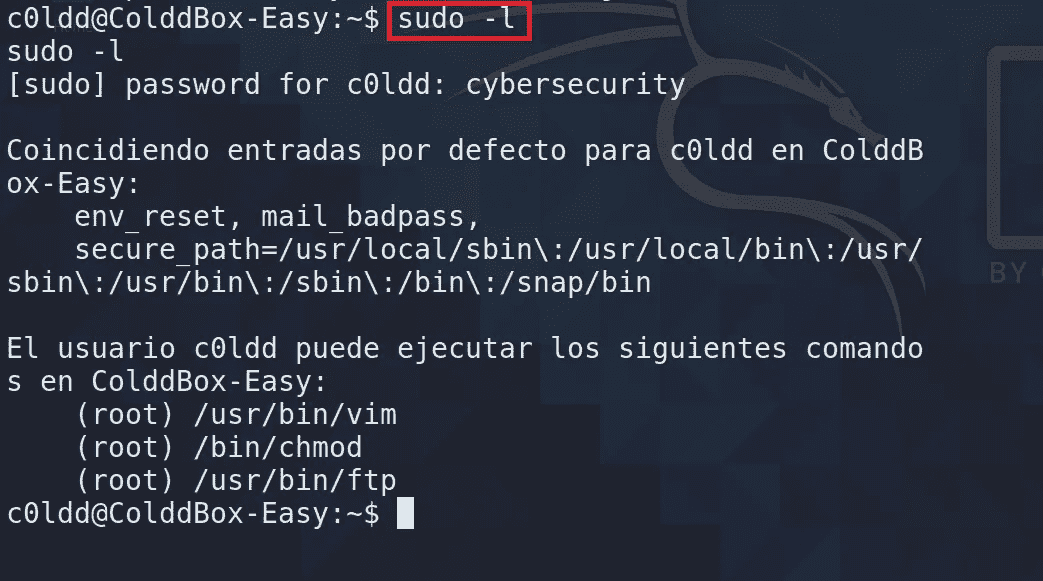 c0ldd@ColddBox-Easy:~$ sudo -l
sudo -l
[sudo] password for c0ldd: cybersecurity
Coincidiendo entradas por defecto para c0ldd en ColddB
ox-Easy:
env_reset, mail_badpass,
secure_path=/usr/local/sbin\:/usr/local/bin\:/usr/
sbin\:/usr/bin\:/sbin\:/bin\:/snap/bin
BY
El usuario c0ldd puede ejecutar los siguientes comando
s en ColddBox-Easy:
(root) /usr/bin/vim
(root) /bin/chmod
(root) /usr/bin/ftp
c0ldd@ColddBox-Easy:~$